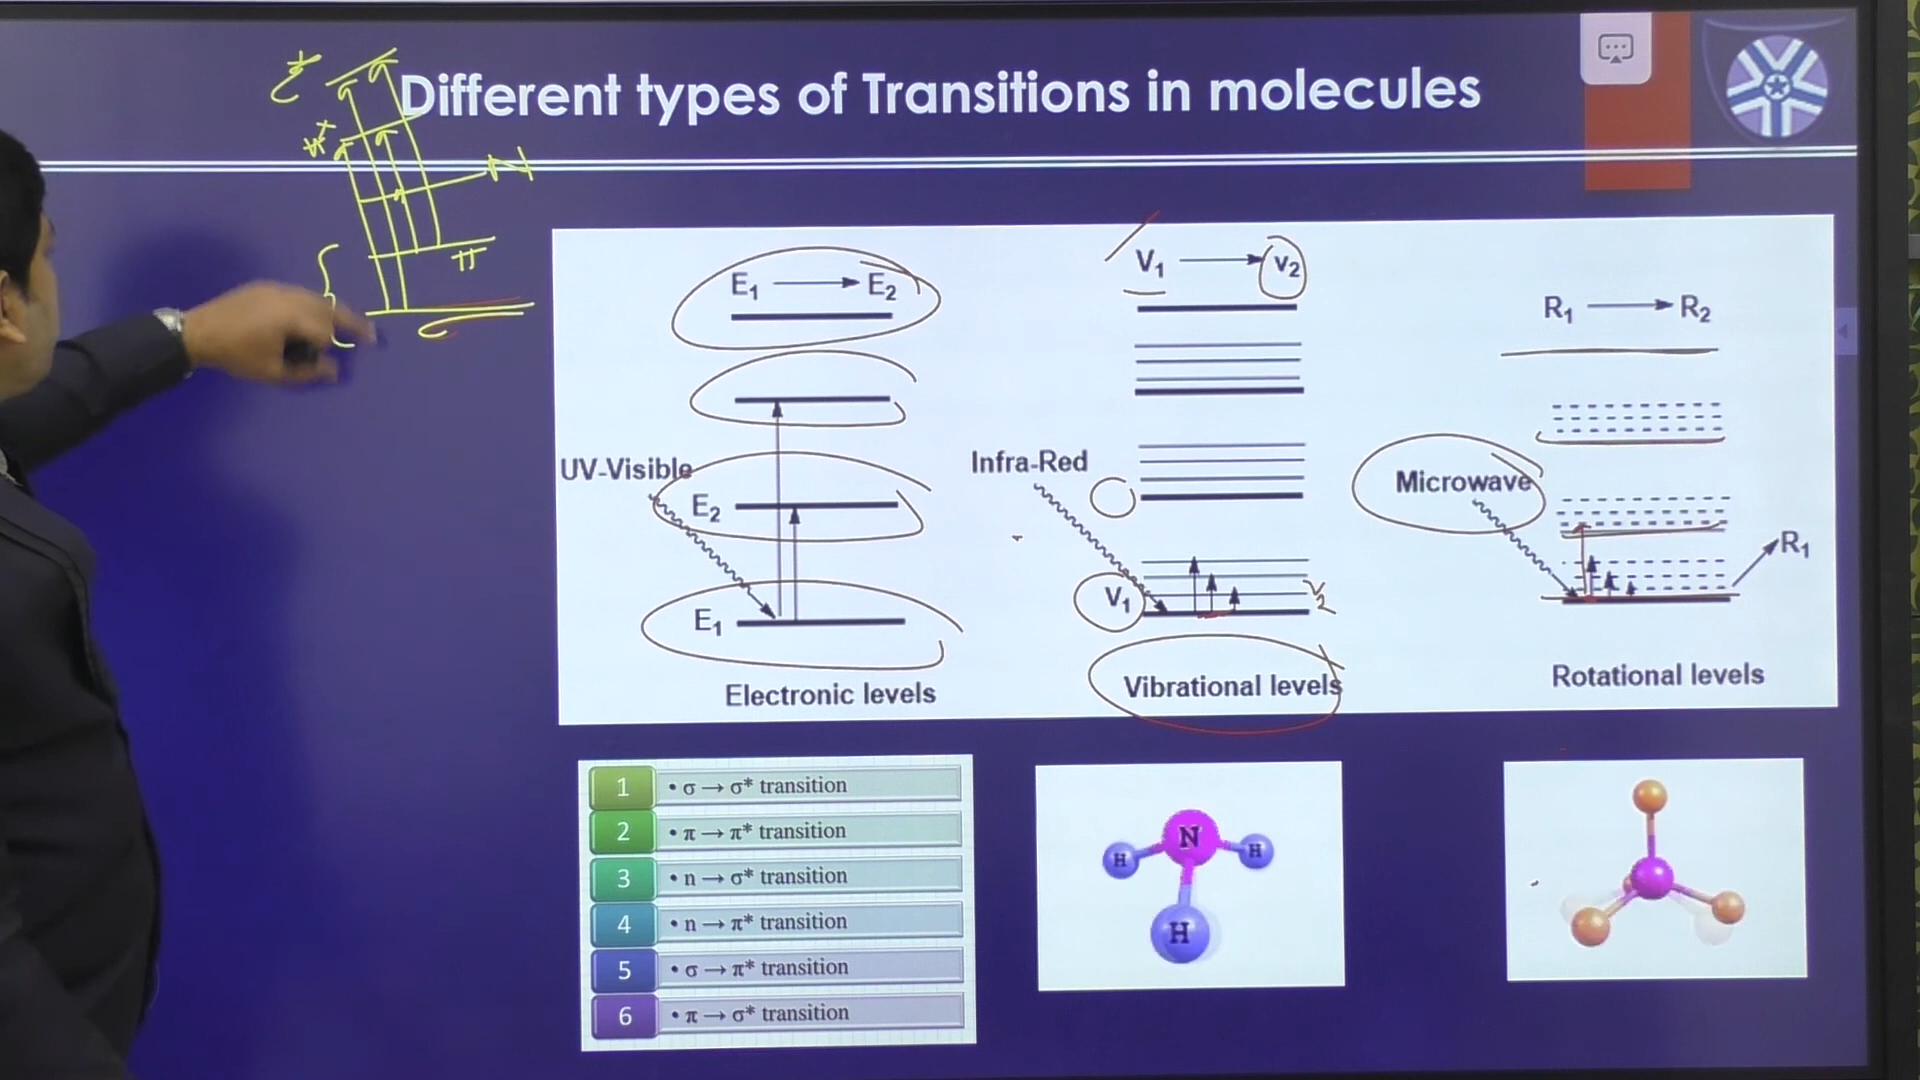 Different types of Transitions in molecules
σ*
π*
N
π
σ
E₁ → E₂
UV-Visible
E₂
E₁
Electronic levels
V₁ → V₂
Infra-Red
V₁
V₂
Vibrational levels
R₁ → R₂
Microwave
R₁
Rotational levels
1 • σ → σ* transition
2 • π → π* transition
3 • n → σ* transition
4 • n → π* transition
5 • σ → π* transition
6 • π → σ* transition
N
H H
H